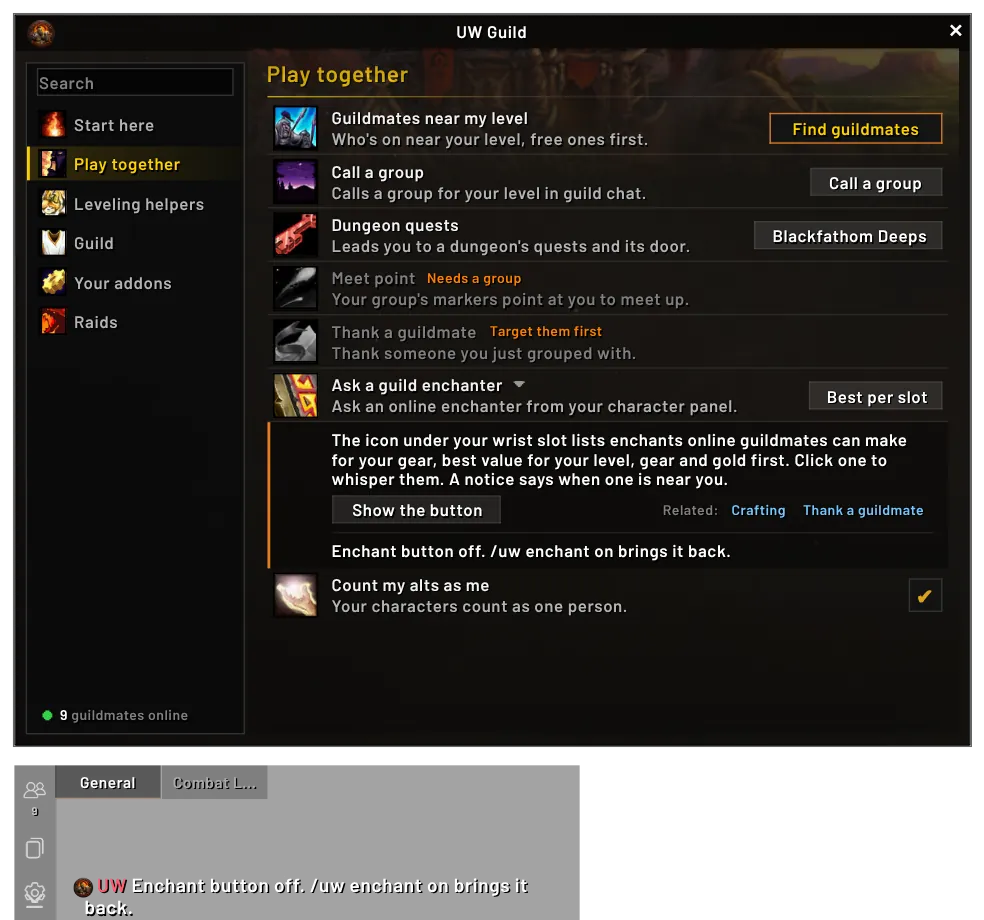 UW Guild
Search
Start here
Play together
Leveling helpers
Guild
Your addons
Raids
9 guildmates online
Play together
Guildmates near my level
Who's on near your level, free ones first.
Find guildmates
Call a group
Calls a group for your level in guild chat.
Call a group
Dungeon quests
Leads you to a dungeon's quests and its door.
Blackfathom Deeps
Meet point Needs a group
Your group's markers point at you to meet up.
Thank a guildmate Target them first
Thank someone you just grouped with.
Ask a guild enchanter
Ask an online enchanter from your character panel.
Best per slot
The icon under your wrist slot lists enchants online guildmates can make
for your gear, best value for your level, gear and gold first. Click one to
whisper them. A notice says when one is near you.
Show the button
Related: Crafting Thank a guildmate
Enchant button off. /uw enchant on brings it back.
Count my alts as me
Your characters count as one person.
General
Combat L...
9
UW Enchant button off. /uw enchant on brings it
back.